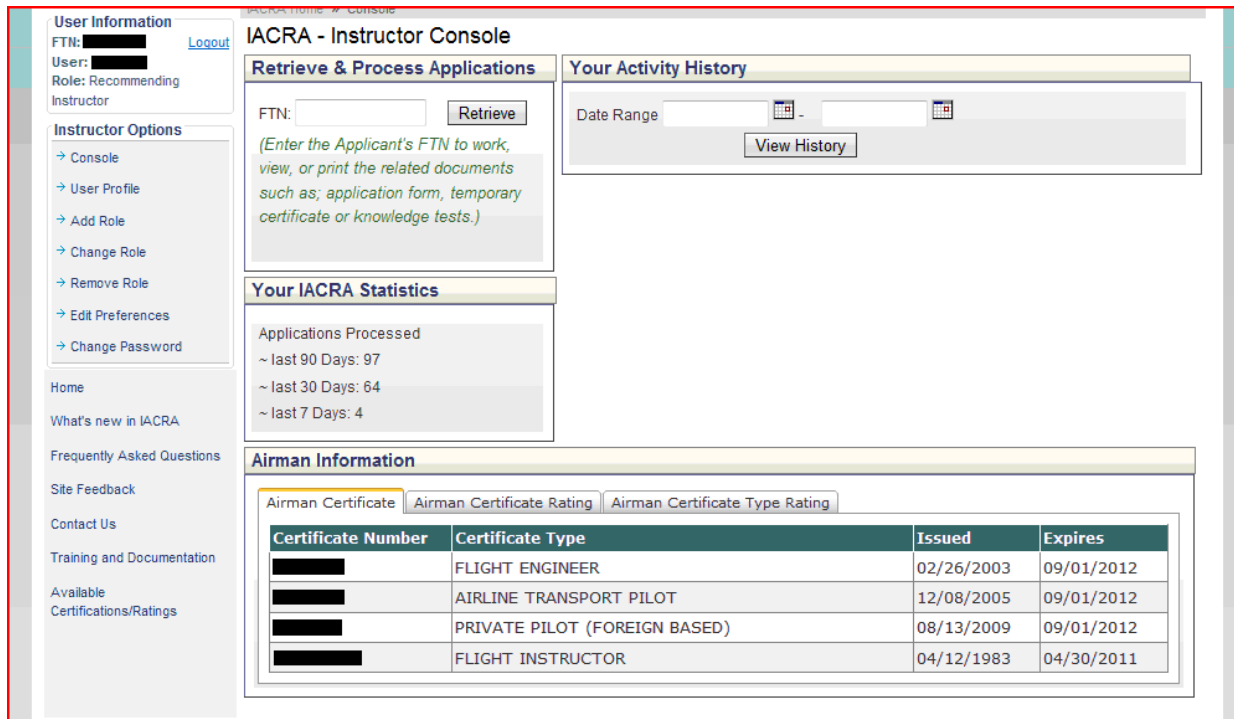 IACRA Home » Console
User Information
FTN:
Logout
User:
Role: Recommending
Instructor
Instructor Options
Console
User Profile
Add Role
Change Role
Remove Role
Edit Preferences
Change Password
Home
What's new in IACRA
Frequently Asked Questions
Site Feedback
Contact Us
Training and Documentation
Available
Certifications/Ratings
IACRA - Instructor Console
Retrieve & Process Applications
FTN: Retrieve
(Enter the Applicant's FTN to work,
view, or print the related documents
such as; application form, temporary
certificate or knowledge tests.)
Your Activity History
Date Range -
View History
Your IACRA Statistics
Applications Processed
~ last 90 Days: 97
~ last 30 Days: 64
~ last 7 Days: 4
Airman Information
Airman Certificate Airman Certificate Rating Airman Certificate Type Rating
Certificate Number Certificate Type Issued Expires
FLIGHT ENGINEER 02/26/2003 09/01/2012
AIRLINE TRANSPORT PILOT 12/08/2005 09/01/2012
PRIVATE PILOT (FOREIGN BASED) 08/13/2009 09/01/2012
FLIGHT INSTRUCTOR 04/12/1983 04/30/2011